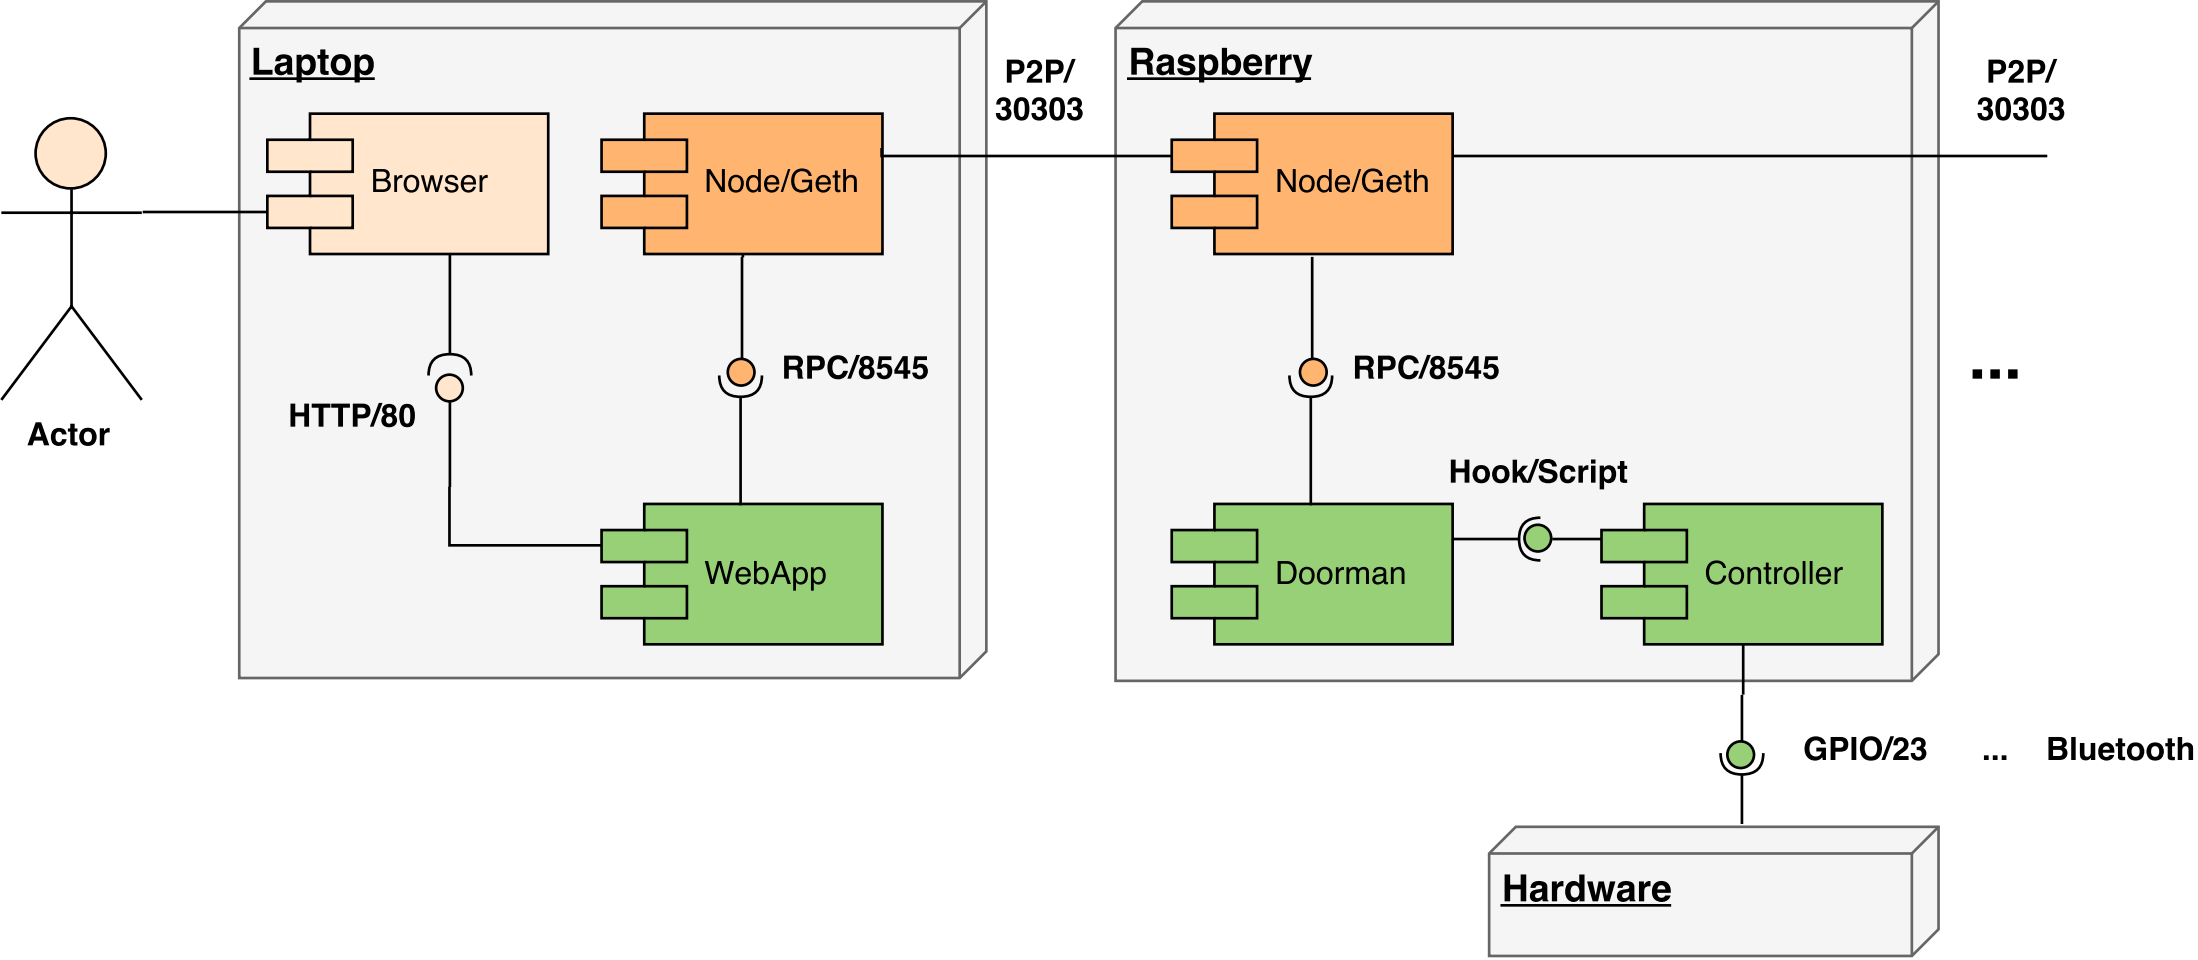 Laptop
P2P/
30303
Raspberry
P2P/
30303
Browser
Node/Geth
Node/Geth
RPC/8545
RPC/8545
...
HTTP/80
Actor
Hook/Script
WebApp
Doorman
Controller
GPIO/23 ... Bluetooth
Hardware